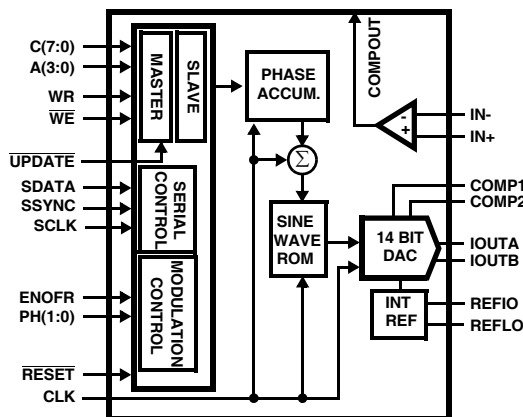 C(7:0)
A(3:0)
WR
WE
UPDATE
SDATA
SSYNC
SCLK
ENOFR
PH(1:0)
RESET
CLK
MASTER
SLAVE
SERIAL
CONTROL
MODULATION
CONTROL
PHASE
ACCUM.
Σ
SINE
WAVE
ROM
COMPOUT
-
+
IN-
IN+
COMP1
COMP2
14 BIT
DAC
IOUTA
IOUTB
INT
REF
REFIO
REFLO